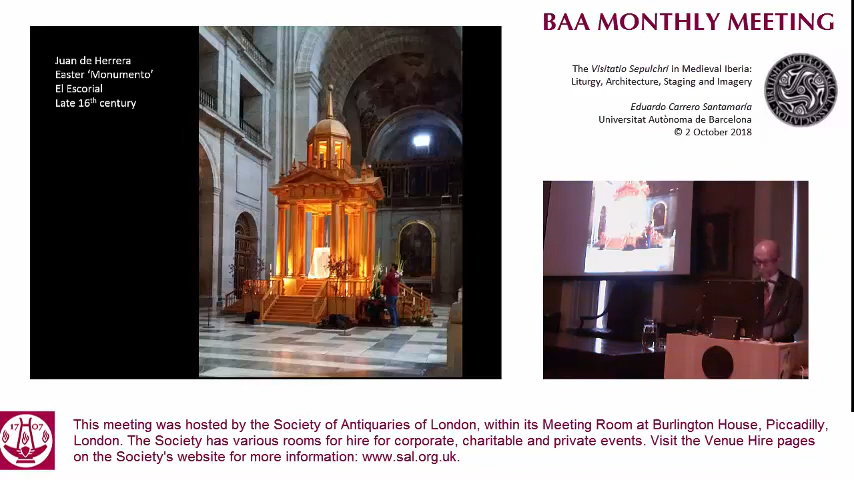 BAA MONTHLY MEETING
Juan de Herrera
Easter ‘Monumento’
El Escorial
Late 16th century
The Visitatio Sepulchri in Medieval Iberia:
Liturgy, Architecture, Staging and Imagery
Eduardo Carrero Santamaría
Universitat Autònoma de Barcelona
© 2 October 2018
BRITISH ARCHAEOLOGICAL ASSOCIATION
1707
This meeting was hosted by the Society of Antiquaries of London, within its Meeting Room at Burlington House, Piccadilly,
London. The Society has various rooms for hire for corporate, charitable and private events. Visit the Venue Hire pages
on the Society's website for more information: www.sal.org.uk.